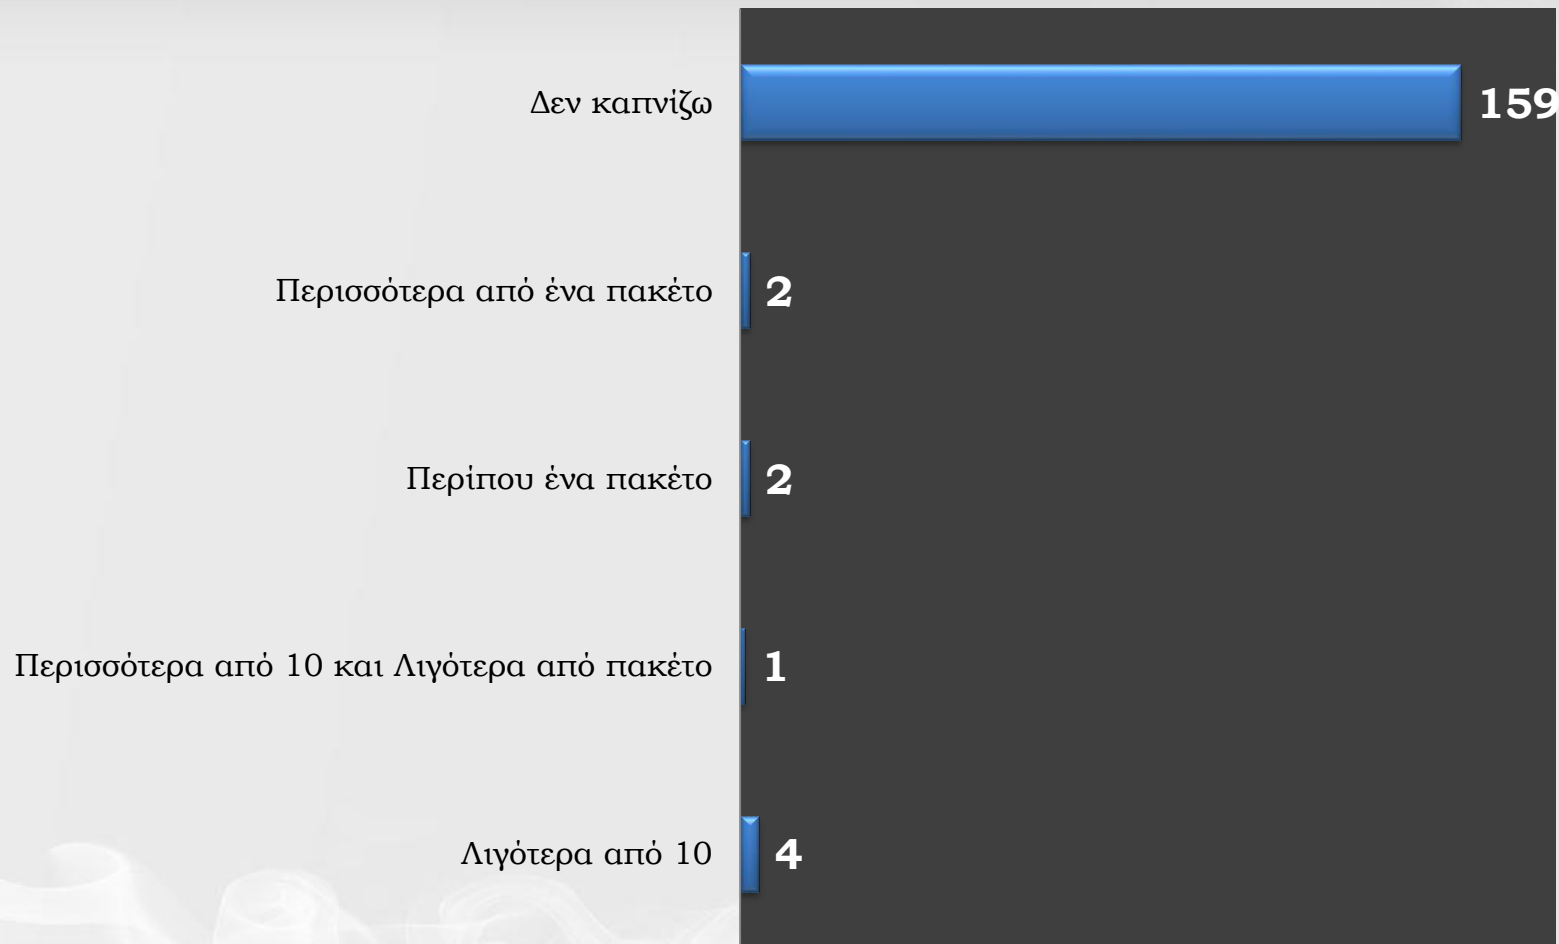 Δεν καπνίζω 159
Περισσότερα από ένα πακέτο 2
Περίπου ένα πακέτο 2
Περισσότερα από 10 και Λιγότερα από πακέτο 1
Λιγότερα από 10 4